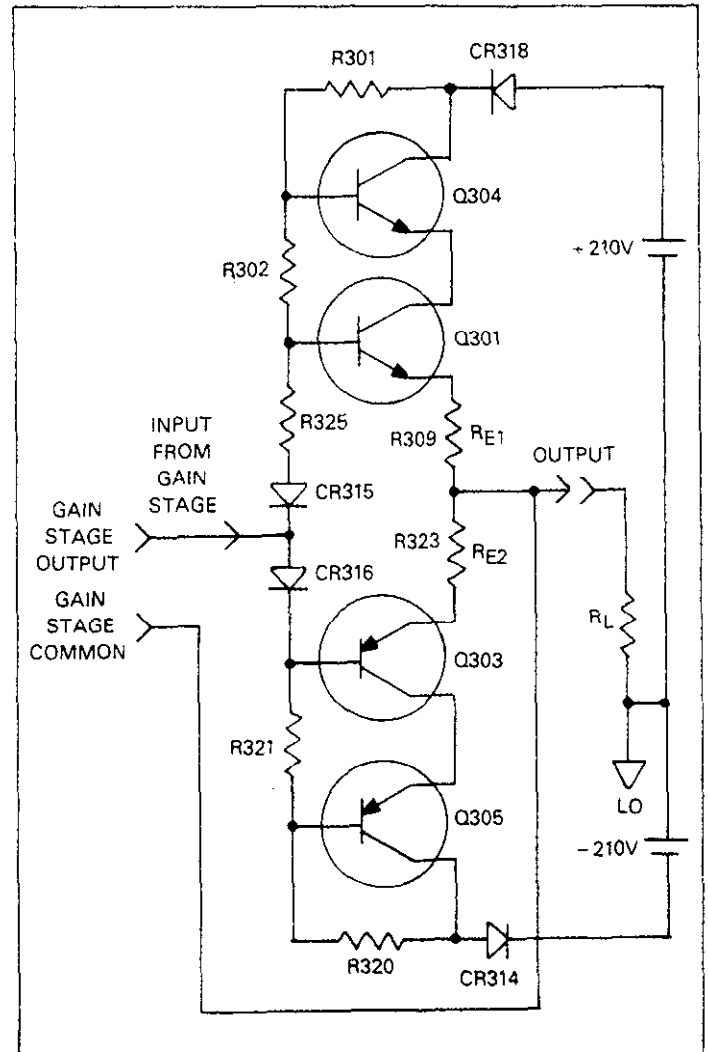 R301
CR318
Q304
+210V
R302
Q301
R325
R309
RE1
INPUT
FROM
GAIN
STAGE
OUTPUT
CR315
GAIN
STAGE
OUTPUT
R323
RE2
CR316
GAIN
STAGE
COMMON
RL
Q303
R321
LO
Q305
-210V
R320
CR314